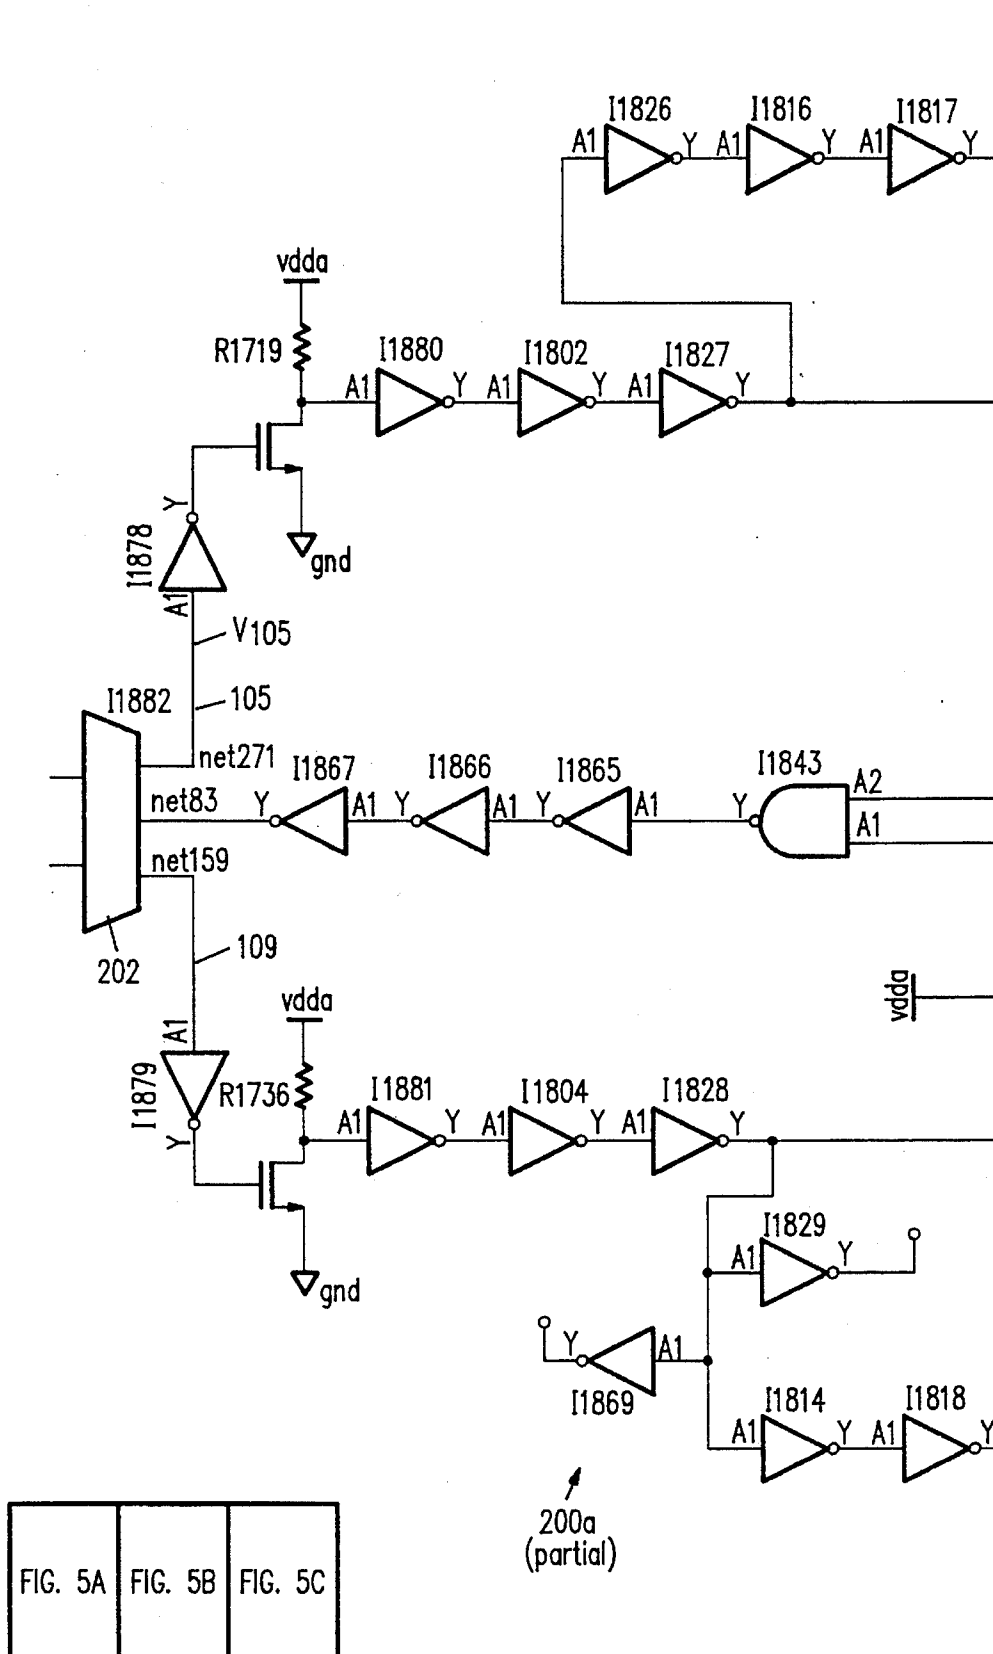 I1826 I1816 I1817
A1 Y A1 Y A1 Y
vdda
R1719 I1880 I1802 I1827
A1 Y A1 Y A1 Y
Y
I1878
gnd
A1
V105
I1882 105
net271 I1867 I1866 I1865 I1843
net83 Y A1 Y A1 Y A1 Y A2
A1
net159
202 109
vdda
vdda
A1
I1879 R1736 I1881 I1804 I1828
Y A1 Y A1 Y A1 Y
I1829
A1 Y
gnd
Y A1
I1869 I1814 I1818
A1 Y A1 Y
200a
(partial)
FIG. 5A FIG. 5B FIG. 5C